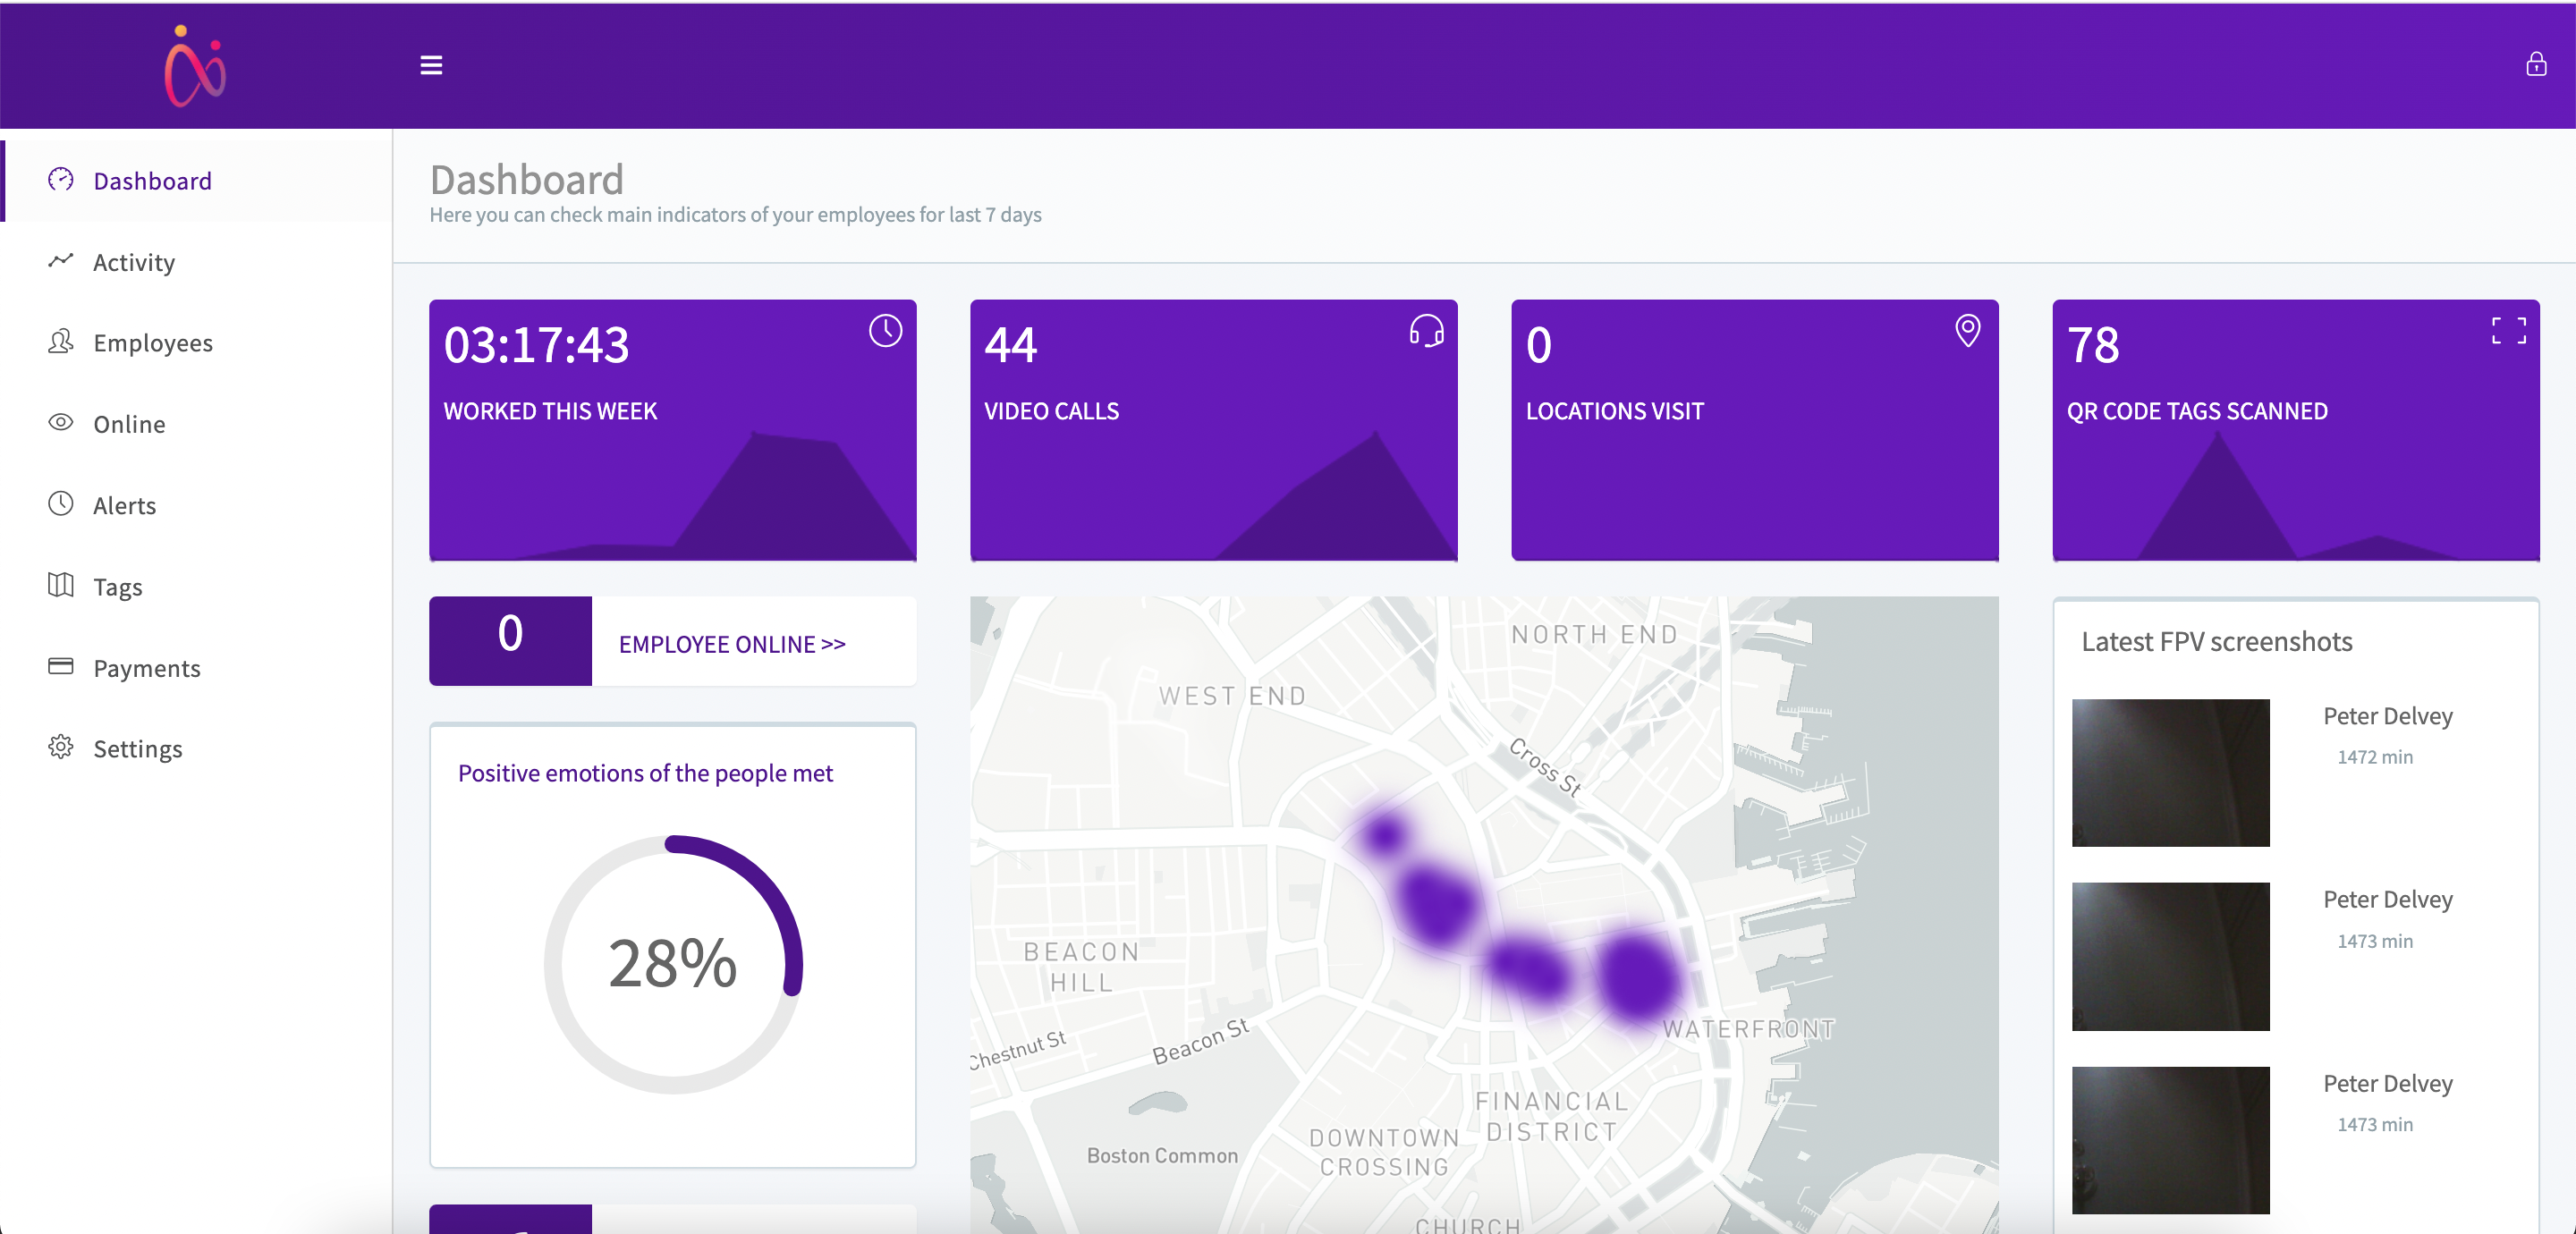 Dashboard
Activity
Employees
Online
Alerts
Tags
Payments
Settings
Dashboard
Here you can check main indicators of your employees for last 7 days
03:17:43
WORKED THIS WEEK
44
VIDEO CALLS
0
LOCATIONS VISIT
78
QR CODE TAGS SCANNED
0
EMPLOYEE ONLINE >>
Positive emotions of the people met
28%
NORTH END
WEST END
Cross St
BEACON
HILL
Chestnut St
Beacon St
WATERFRONT
FINANCIAL
DISTRICT
DOWNTOWN
CROSSING
Boston Common
CHURCH
Latest FPV screenshots
Peter Delvey
1472 min
Peter Delvey
1473 min
Peter Delvey
1473 min